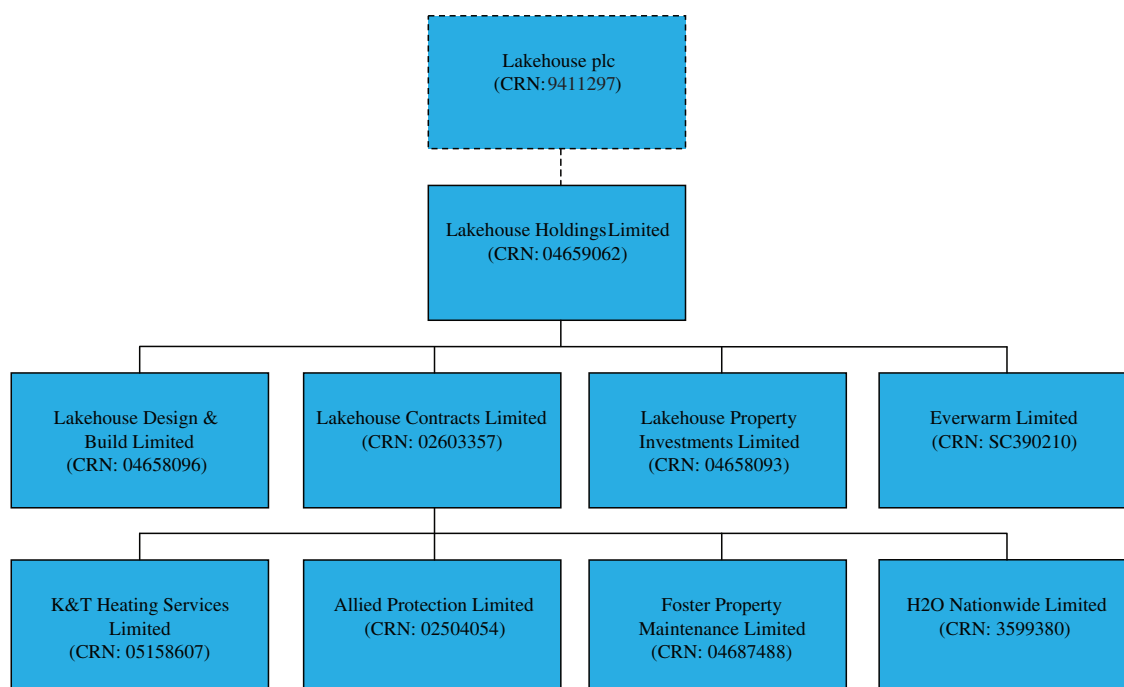 Lakehouse plc
(CRN: 9411297)
Lakehouse Holdings Limited
(CRN: 04659062)
Lakehouse Design &
Build Limited
(CRN: 04658096)
Lakehouse Contracts Limited
(CRN: 02603357)
Lakehouse Property
Investments Limited
(CRN: 04658093)
Everwarm Limited
(CRN: SC390210)
K&T Heating Services
Limited
(CRN: 05158607)
Allied Protection Limited
(CRN: 02504054)
Foster Property
Maintenance Limited
(CRN: 04687488)
H2O Nationwide Limited
(CRN: 3599380)